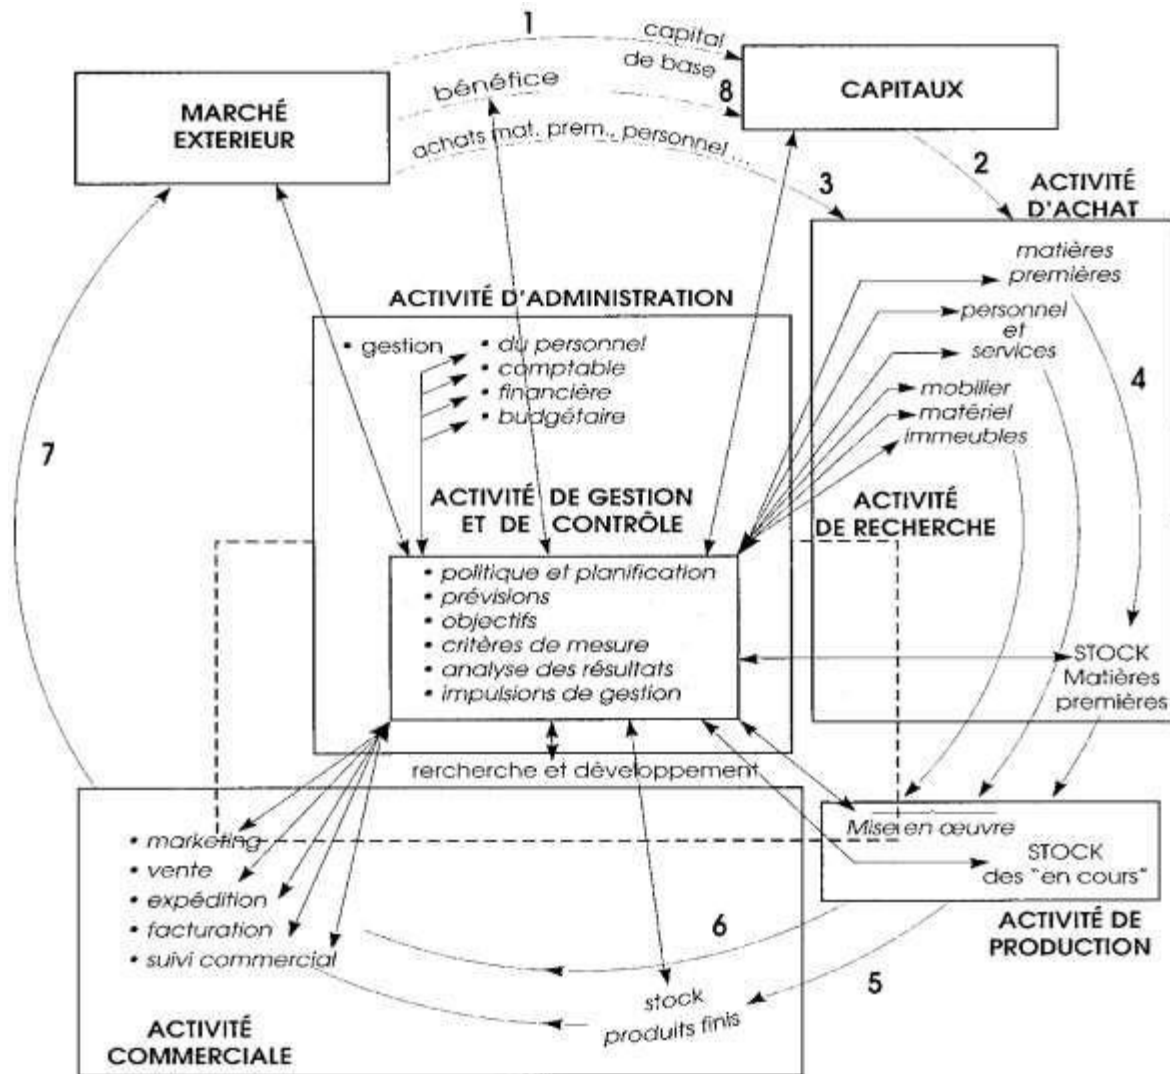 1
capital
de base
bénéfice
8
achats mat. prem., personnel ...
MARCHÉ
EXTERIEUR
CAPITAUX
2
3
ACTIVITÉ
D'ACHAT
matières
premières
personnel
et
services
mobilier
matériel
immeubles
4
ACTIVITÉ
DE RECHERCHE
STOCK
Matières
premières
ACTIVITÉ D'ADMINISTRATION
• gestion
• du personnel
• comptable
• financière
• budgétaire
7
ACTIVITÉ DE GESTION
ET DE CONTRÔLE
• politique et planification
• prévisions
• objectifs
• critères de mesure
• analyse des résultats
• impulsions de gestion
rercherche et développement
Mise en œuvre
STOCK
des "en cours"
ACTIVITÉ DE
PRODUCTION
• marketing
• vente
• expédition
• facturation
• suivi commercial
6
5
stock
produits finis
ACTIVITÉ
COMMERCIALE